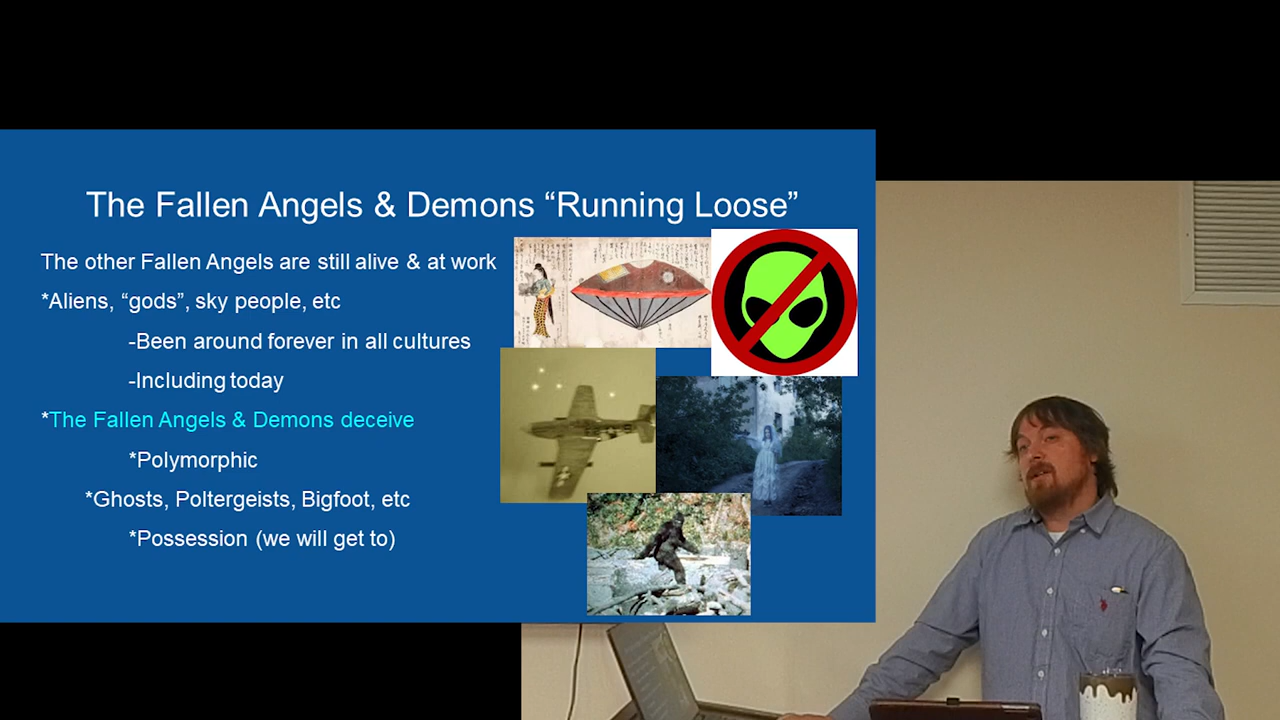 The Fallen Angels & Demons “Running Loose”
The other Fallen Angels are still alive & at work
*Aliens, “gods”, sky people, etc
-Been around forever in all cultures
-Including today
*The Fallen Angels & Demons deceive
*Polymorphic
*Ghosts, Poltergeists, Bigfoot, etc
*Possession (we will get to)